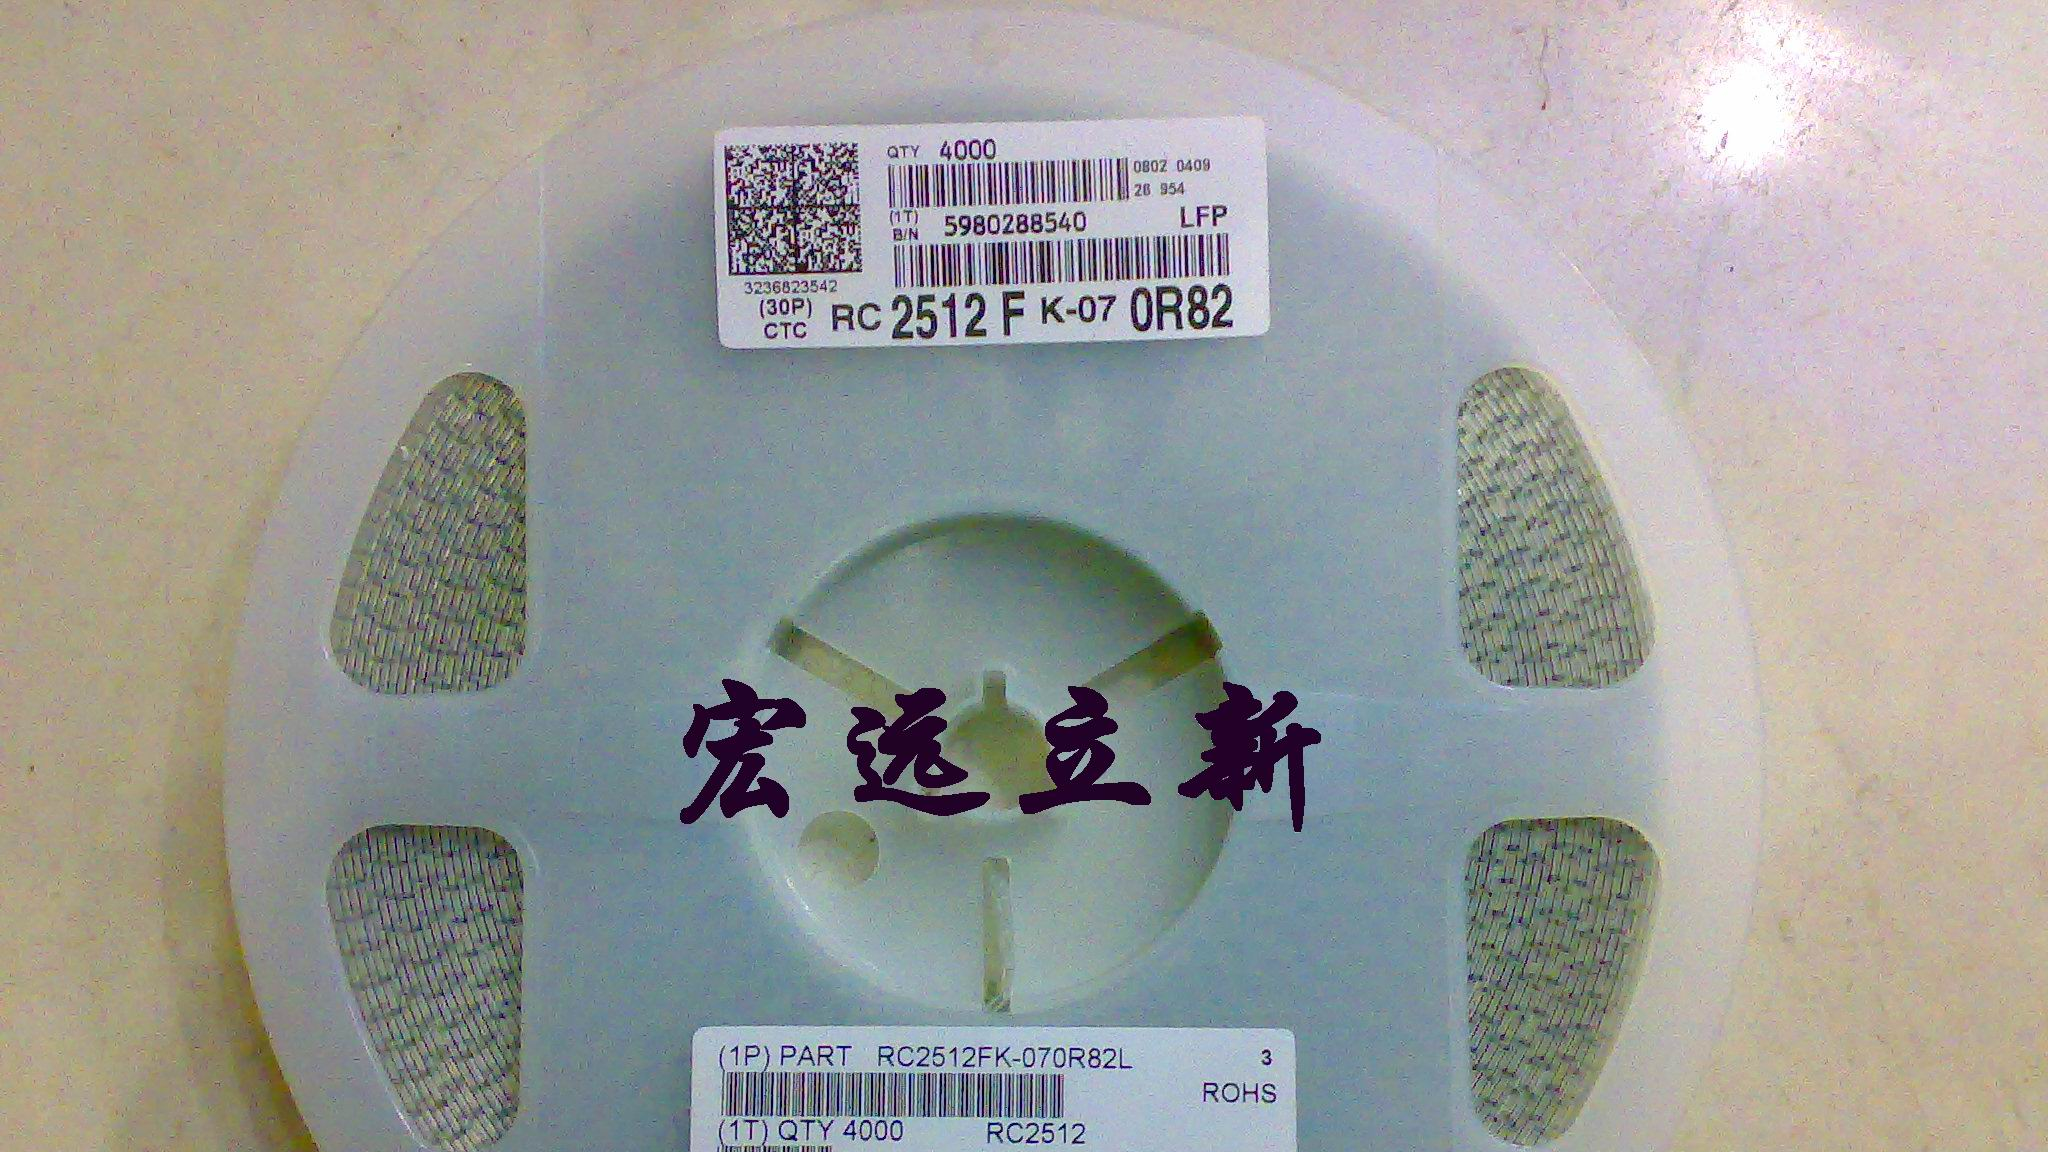 QTY 4000
0802 0409
26 954
(1T)
B/N 5980288540 LFP
3236823542
(30P)
CTC
RC 2512 F K-07 0R82
宏远立新
(1P) PART RC2512FK-070R82L 3
ROHS
(1T) QTY 4000 RC2512